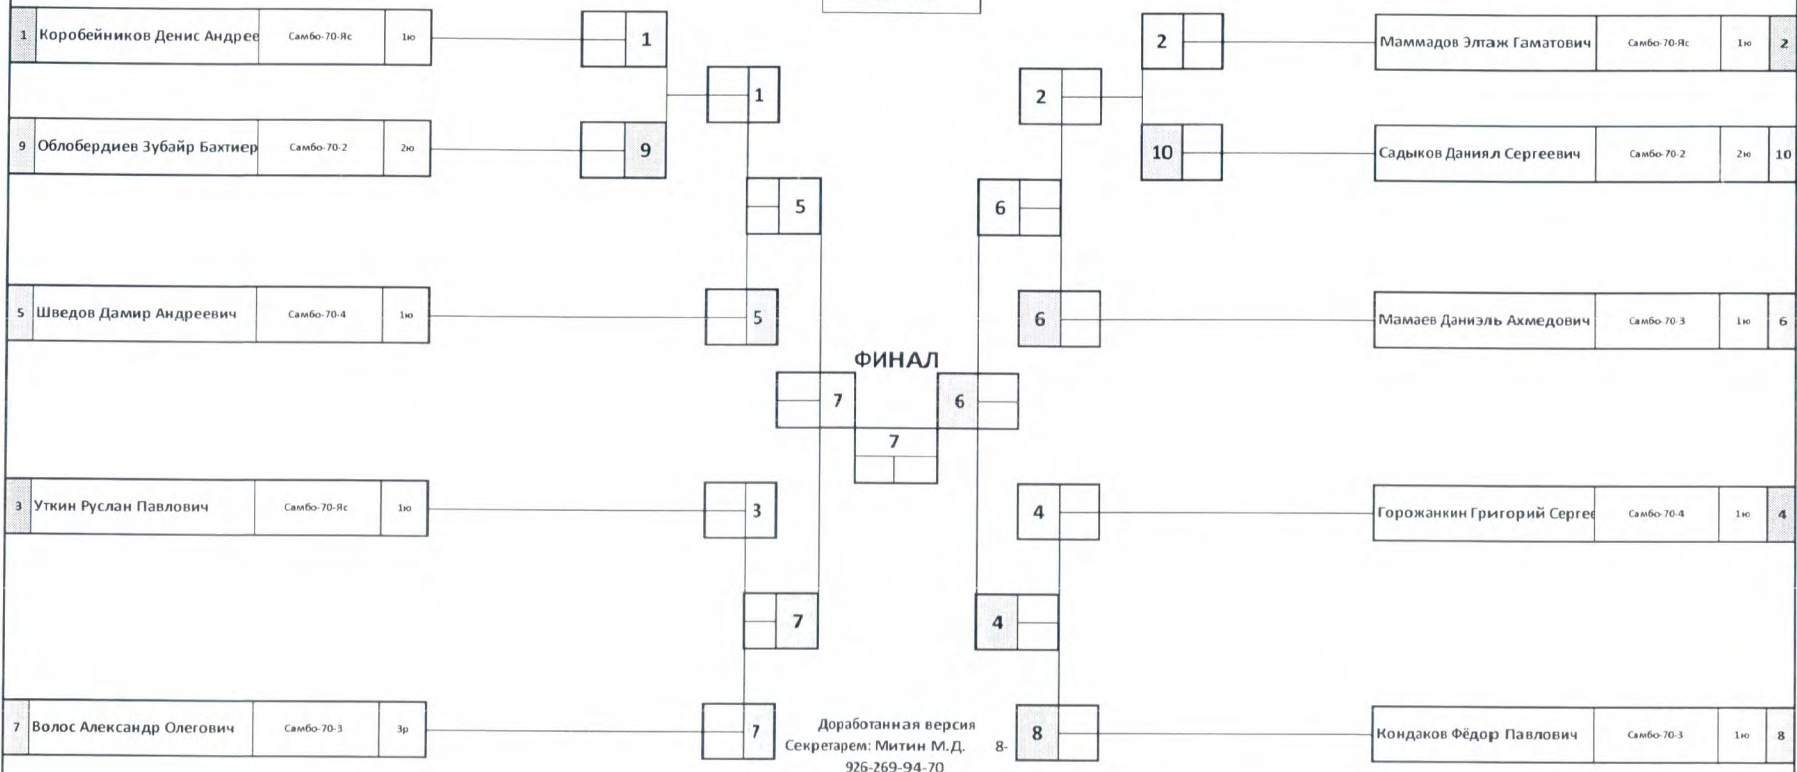 1 Коробейников Денис Андрее Самбо-70-Яс 1ю 1 2 Маммадов Элтаж Гаматович Самбо-70-Яс 1ю 2
1 2
9 Облобердиев Зубайр Бахтиер Самбо-70-2 2ю 9 10 Садыков Даниял Сергеевич Самбо-70-2 2ю 10
5 6
5 Шведов Дамир Андреевич Самбо-70-4 1ю 5 6 Мамаев Даниэль Ахмедович Самбо-70-3 1ю 6
ФИНАЛ
7 6
7
3 Уткин Руслан Павлович Самбо-70-Яс 1ю 3 4 Горожанкин Григорий Сергее Самбо-70-4 1ю 4
7 4
7 Волос Александр Олегович Самбо-70-3 3р 7 8 Кондаков Фёдор Павлович Самбо-70-3 1ю 8
Доработанная версия
Секретарем: Митин М.Д. 8-
926-269-94-70